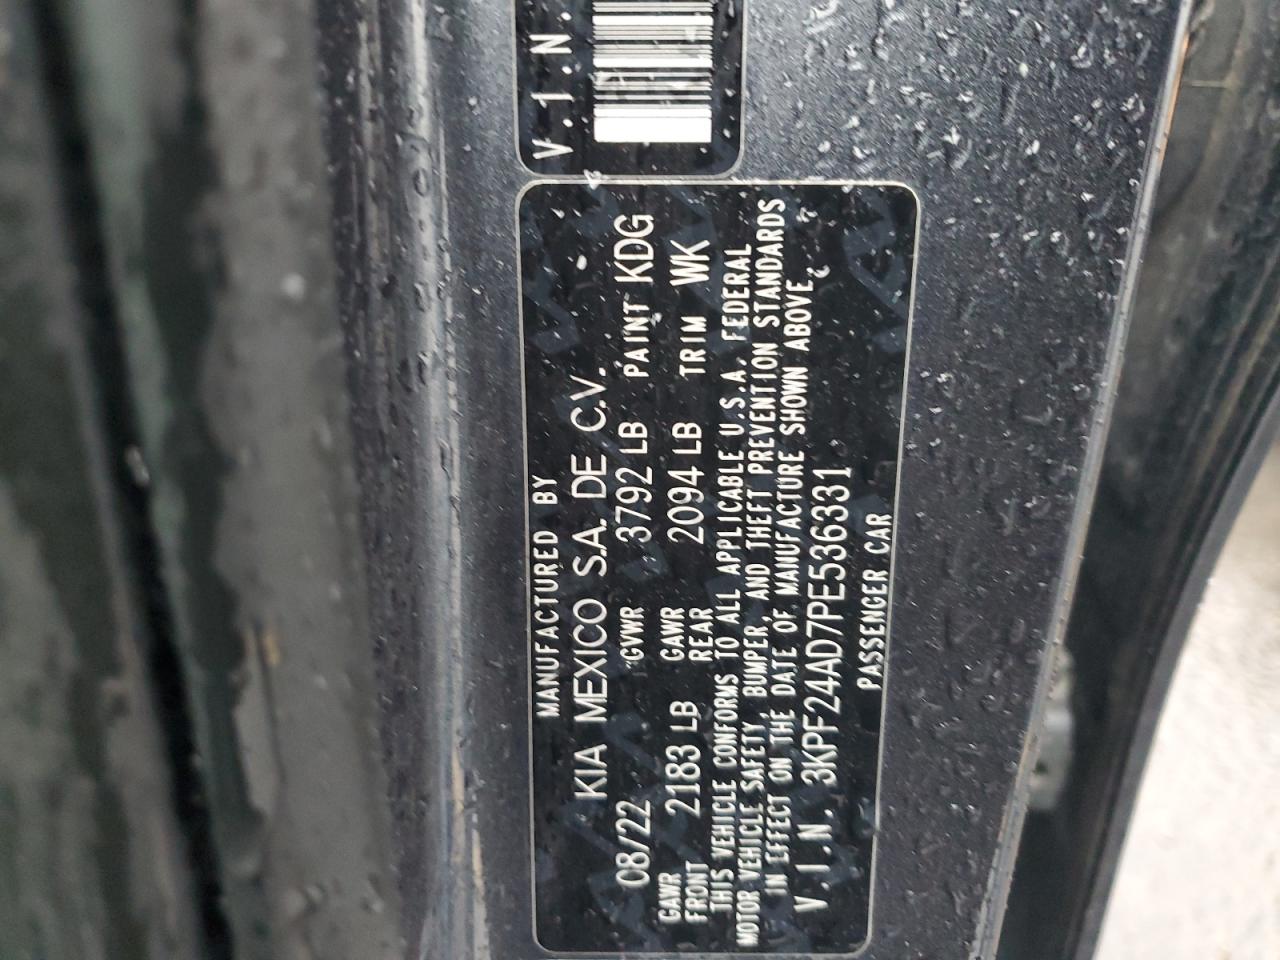 V.I.N.
MANUFACTURED BY
KIA MEXICO S.A. DE C.V.
08/22 GVWR 3792 LB PAINT KDG
GAWR FRONT 2183 LB GAWR REAR 2094 LB TRIM WK
THIS VEHICLE CONFORMS TO ALL APPLICABLE U.S.A. FEDERAL
MOTOR VEHICLE SAFETY, BUMPER, AND THEFT PREVENTION STANDARDS
IN EFFECT ON THE DATE OF MANUFACTURE SHOWN ABOVE.
V.I.N. 3KPF24AD7PE536331
PASSENGER CAR